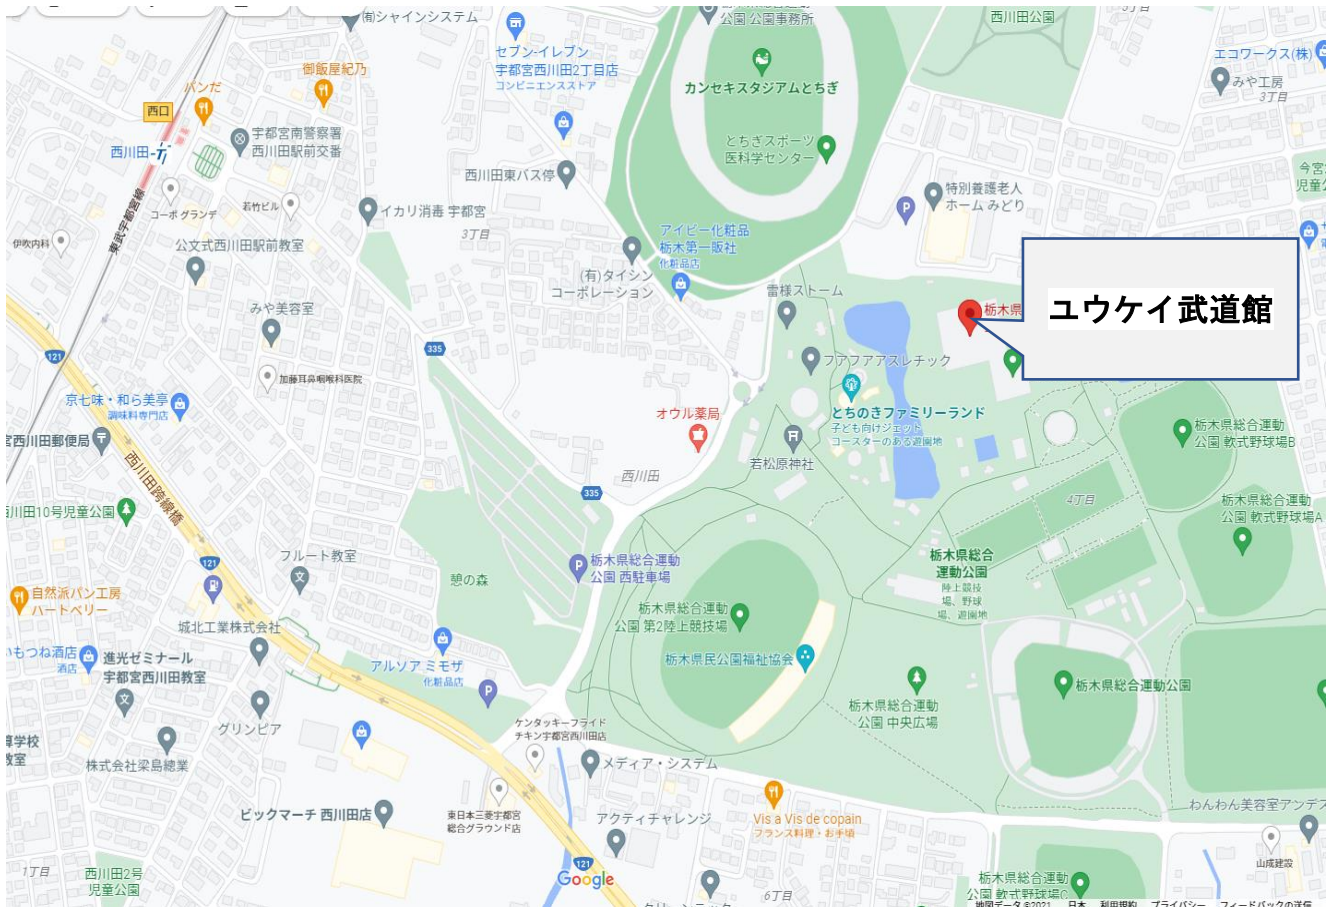 (有)シャインシステム
公園 公園事務所
西川田公園
3丁目
セブン-イレブン
宇都宮西川田2丁目店
コンビニエンスストア
エコワークス(株)
みや工房
3丁目
御飯屋紀乃
バンだ
カンセキスタジアムとちぎ
西口
宇都宮南警察署
西川田駅前交番
とちぎスポーツ
医科学センター
西川田
西川田東バス停
今宮
児童
特別養護老人
ホーム みどり
P
コーポ グランデ
若竹ビル
イカリ消毒 宇都宮
3丁目
東武宇都宮線
伊吹内科
公文式西川田駅前教室
アイビー化粧品
栃木第一販社
化粧品店
(有)タイシン
コーポレーション
雷様ストーム
栃木県
ユウケイ武道館
みや美容室
335
121
フアフアアスレチック
加藤耳鼻咽喉科医院
京七味・和ら美亭
調味料専門店
オウル薬局
とちのきファミリーランド
子ども向けジェット
コースターのある遊園地
栃木県総合運動
公園 軟式野球場B
宮西川田郵便局
西川田跨線橋
若松原神社
西川田
335
4丁目
栃木県総合運動
公園 軟式野球場A
川田10号児童公園
121
フルート教室
憩の森
P
栃木県総合運動
公園 西駐車場
栃木県総合
運動公園
陸上競技
場、野球
場、遊園地
自然派パン工房
ハートベリー
城北工業株式会社
栃木県総合運動
公園 第2陸上競技場
いもつね酒店
酒店
進光ゼミナール
宇都宮西川田教室
アルソア ミモザ
化粧品店
P
栃木県民公園福祉協会
栃木県総合運動公園
栃木県総合運動
公園 中央広場
グリンピア
ケンタッキーフライド
チキン宇都宮西川田店
算学校
教室
株式会社梁島總業
メディア・システム
ビックマーチ 西川田店
東日本三菱宇都宮
総合グラウンド店
アクティチャレンジ
Vis a Vis de copain
フランス料理・お手頃
わんわん美容室アンデス
山成建設
1丁目
西川田2号
児童公園
121
Google
6丁目
栃木県総合運動
公園 軟式野球場C
地図データ ©2021 日本 利用規約 プライバシー フィードバックの送信